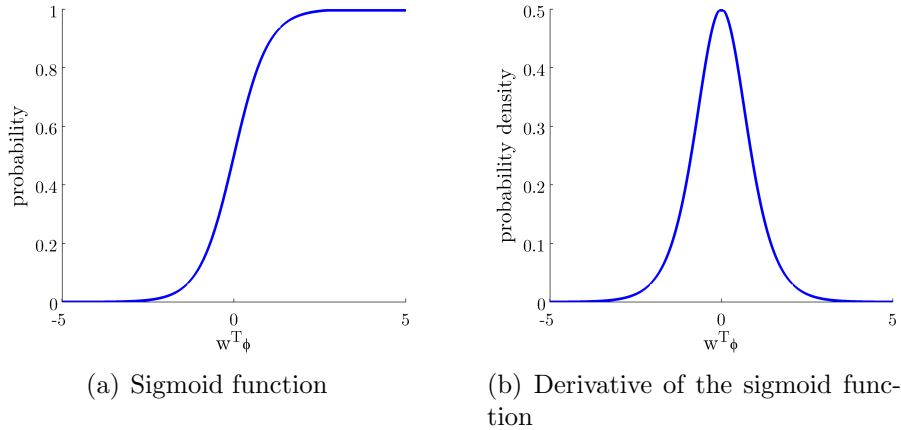 1
0.8
0.6
0.4
0.2
0
-5
0
5
probability
wTϕ
(a) Sigmoid function
0.5
0.4
0.3
0.2
0.1
0
-5
0
5
probability density
wTϕ
(b) Derivative of the sigmoid func-
tion